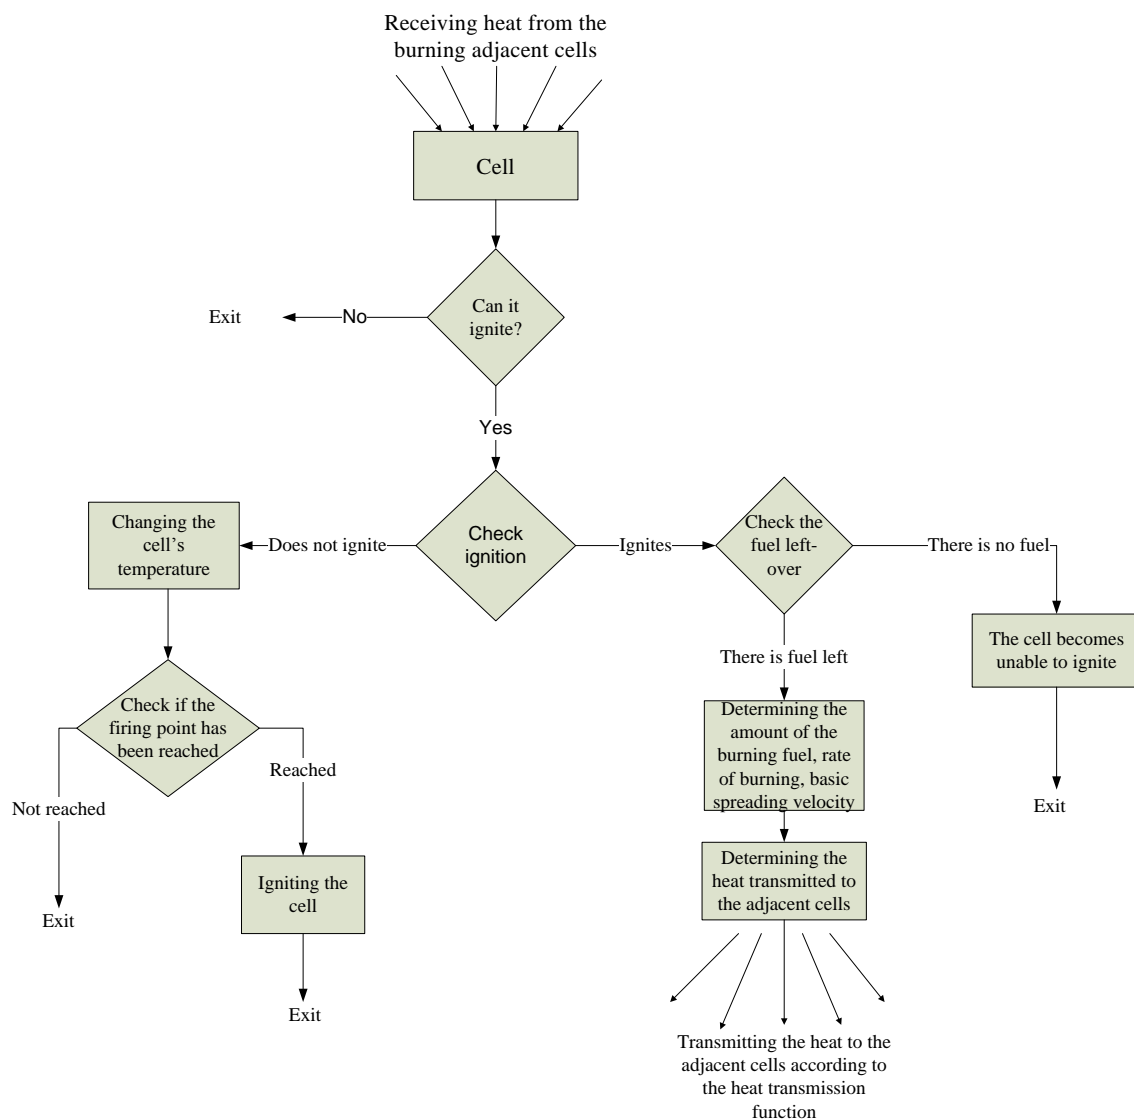 Receiving heat from the
burning adjacent cells
Cell
Can it
ignite?
No
Exit
Yes
Check
ignition
Does not ignite
Changing the
cell's
temperature
Check if the
firing point has
been reached
Not reached
Exit
Reached
Igniting the
cell
Exit
Ignites
Check the
fuel left-
over
There is no fuel
The cell becomes
unable to ignite
Exit
There is fuel left
Determining the
amount of the
burning fuel, rate
of burning, basic
spreading velocity
Determining the
heat transmitted to
the adjacent cells
Transmitting the heat to the
adjacent cells according to
the heat transmission
function